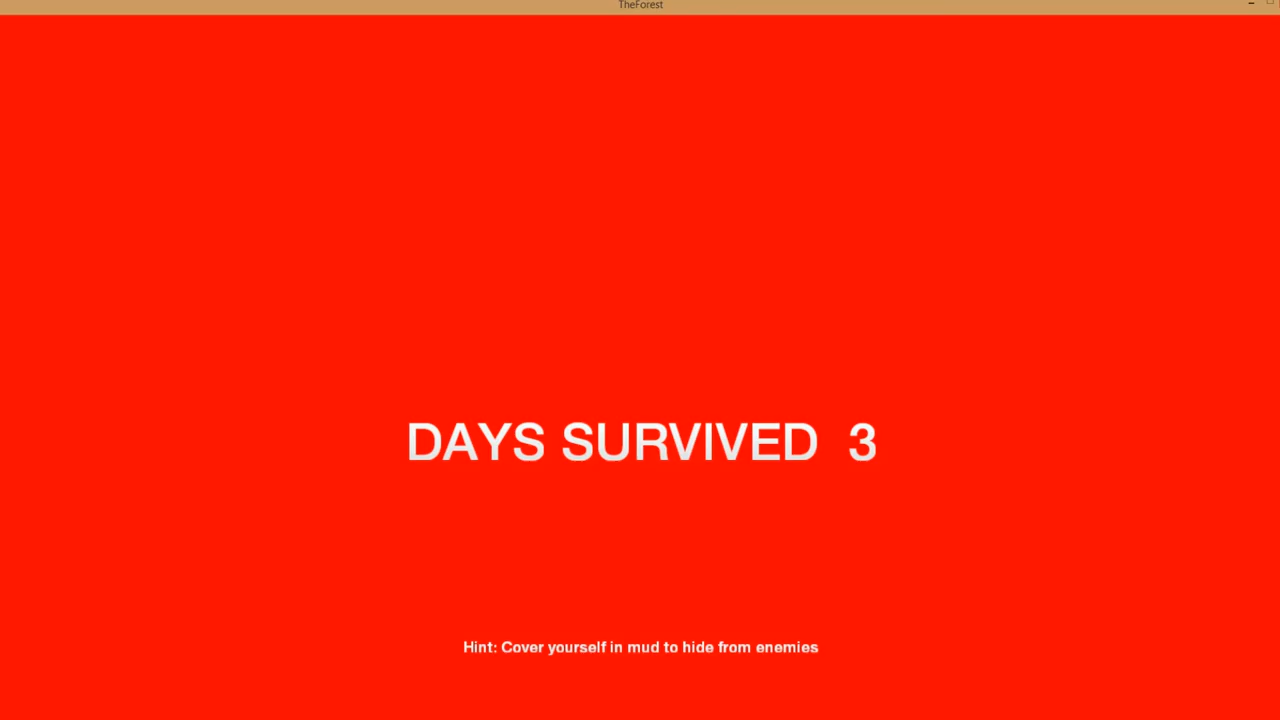 TheForest
DAYS SURVIVED 3
Hint: Cover yourself in mud to hide from enemies